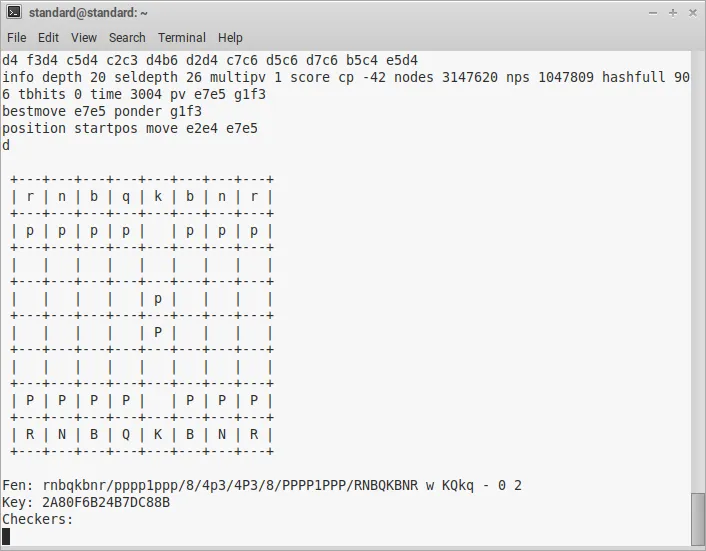 standard@standard: ~
File Edit View Search Terminal Help
d4 f3d4 c5d4 c2c3 d4b6 d2d4 c7c6 d5c6 d7c6 b5c4 e5d4
info depth 20 seldepth 26 multipv 1 score cp -42 nodes 3147620 nps 1047809 hashfull 90
6 tbhits 0 time 3004 pv e7e5 g1f3
bestmove e7e5 ponder g1f3
position startpos move e2e4 e7e5
d
+---+---+---+---+---+---+---+---+
| r | n | b | q | k | b | n | r |
+---+---+---+---+---+---+---+---+
| p | p | p | p |   | p | p | p |
+---+---+---+---+---+---+---+---+
|   |   |   |   |   |   |   |   |
+---+---+---+---+---+---+---+---+
|   |   |   |   | p |   |   |   |
+---+---+---+---+---+---+---+---+
|   |   |   |   | P |   |   |   |
+---+---+---+---+---+---+---+---+
|   |   |   |   |   |   |   |   |
+---+---+---+---+---+---+---+---+
| P | P | P | P |   | P | P | P |
+---+---+---+---+---+---+---+---+
| R | N | B | Q | K | B | N | R |
+---+---+---+---+---+---+---+---+
Fen: rnbqkbnr/pppp1ppp/8/4p3/4P3/8/PPPP1PPP/RNBQKBNR w KQkq - 0 2
Key: 2A80F6B24B7DC88B
Checkers: